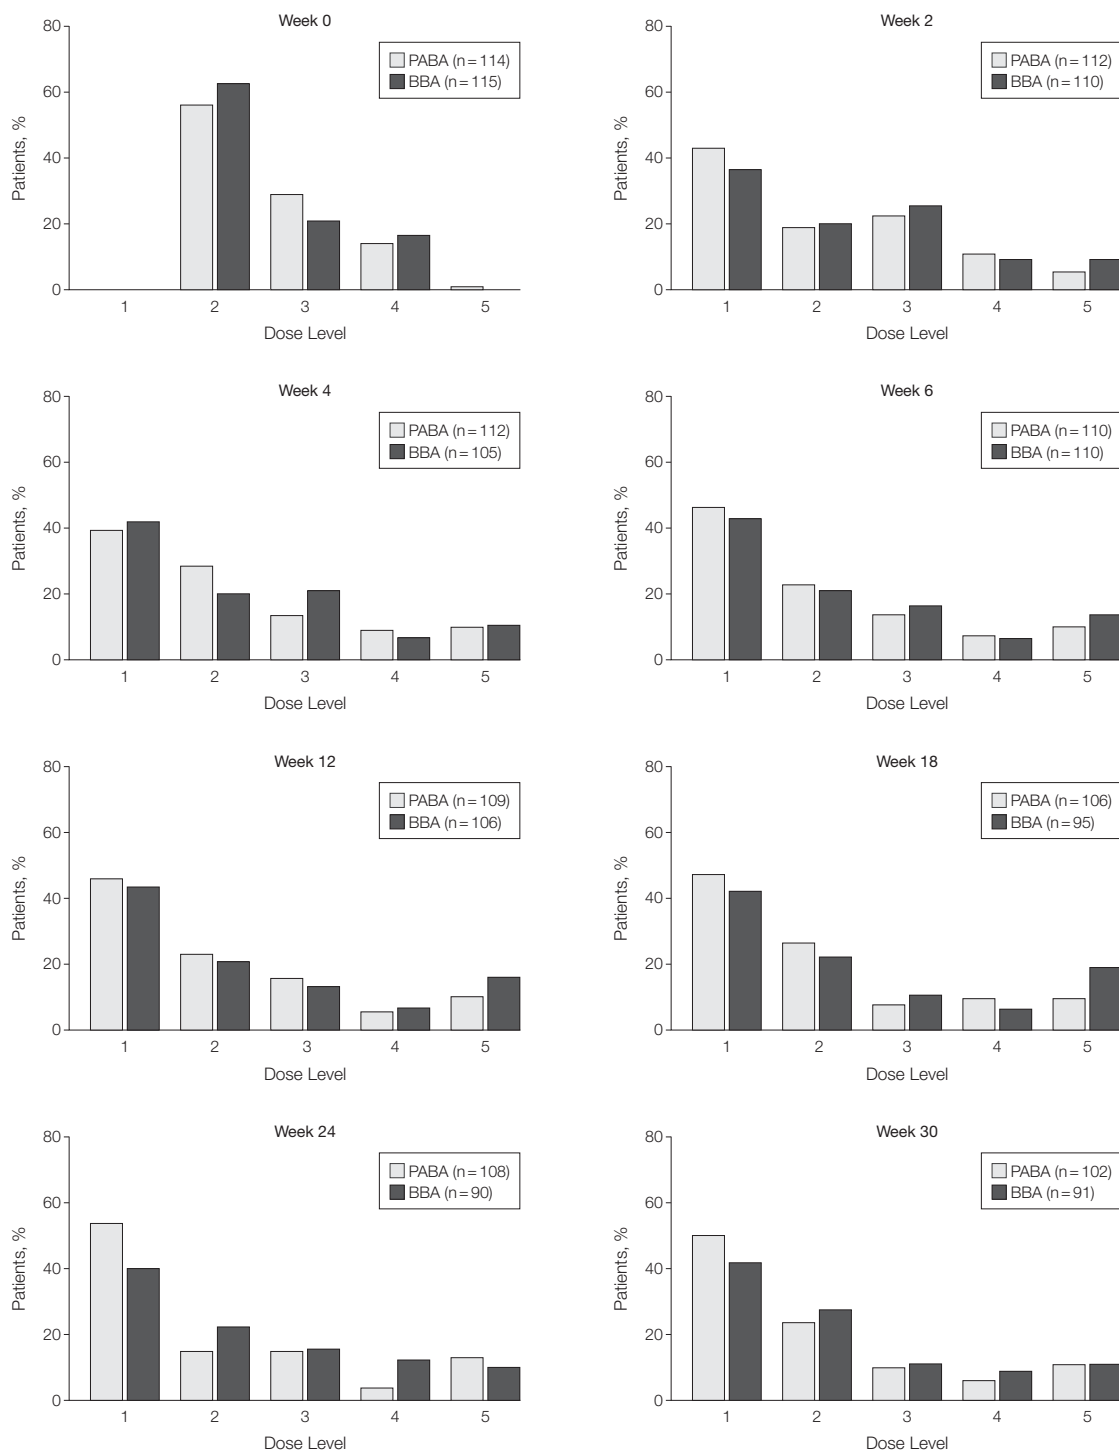 Week 0
PABA (n=114)
BBA (n=115)
Patients, %
80
60
40
20
0
1 2 3 4 5
Dose Level
Week 2
PABA (n=112)
BBA (n=110)
Patients, %
80
60
40
20
0
1 2 3 4 5
Dose Level
Week 4
PABA (n=112)
BBA (n=105)
Patients, %
80
60
40
20
0
1 2 3 4 5
Dose Level
Week 6
PABA (n=110)
BBA (n=110)
Patients, %
80
60
40
20
0
1 2 3 4 5
Dose Level
Week 12
PABA (n=109)
BBA (n=106)
Patients, %
80
60
40
20
0
1 2 3 4 5
Dose Level
Week 18
PABA (n=106)
BBA (n=95)
Patients, %
80
60
40
20
0
1 2 3 4 5
Dose Level
Week 24
PABA (n=108)
BBA (n=90)
Patients, %
80
60
40
20
0
1 2 3 4 5
Dose Level
Week 30
PABA (n=102)
BBA (n=91)
Patients, %
80
60
40
20
0
1 2 3 4 5
Dose Level